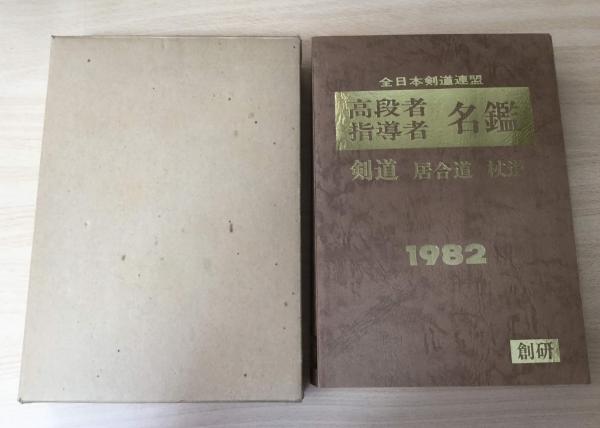 全日本剣道連盟
高段者
指導者 名鑑
剣道 居合道 杖道
1982
創研